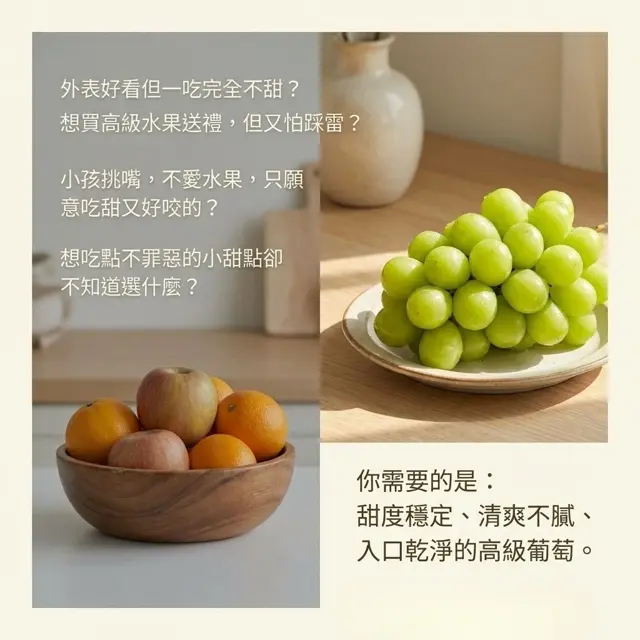 外表好看但一吃完全不甜？
想買高級水果送禮，但又怕踩雷？
小孩挑嘴，不愛水果，只願
意吃甜又好咬的？
想吃點不罪惡的小甜點卻
不知道選什麼？
你需要的是：
甜度穩定、清爽不膩、
入口乾淨的高級葡萄。